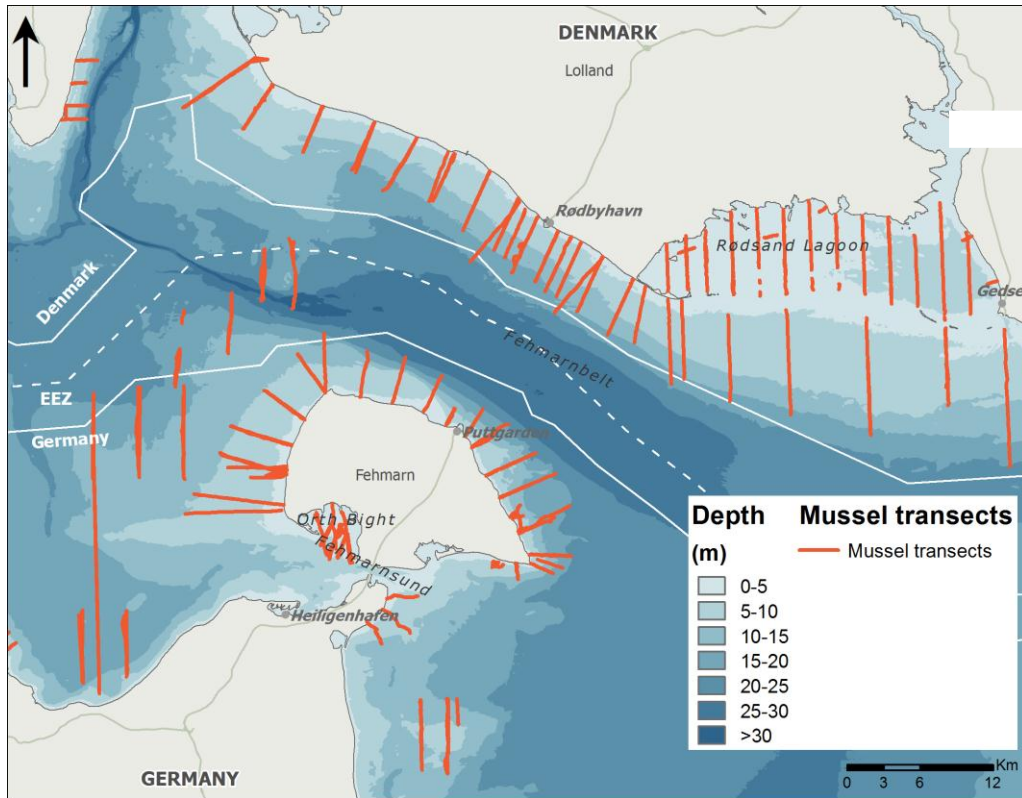 DENMARK
Lolland
Rødbyhavn
Rødsand Lagoon
Gedse
Denmark
Fehmarnbelt
EEZ
Germany
Puttgarden
Fehmarn
Orth Bight
Fehmarnsund
Heiligenhafen
GERMANY
Depth Mussel transects
(m) Mussel transects
0-5
5-10
10-15
15-20
20-25
25-30
>30
Km
0 3 6 12